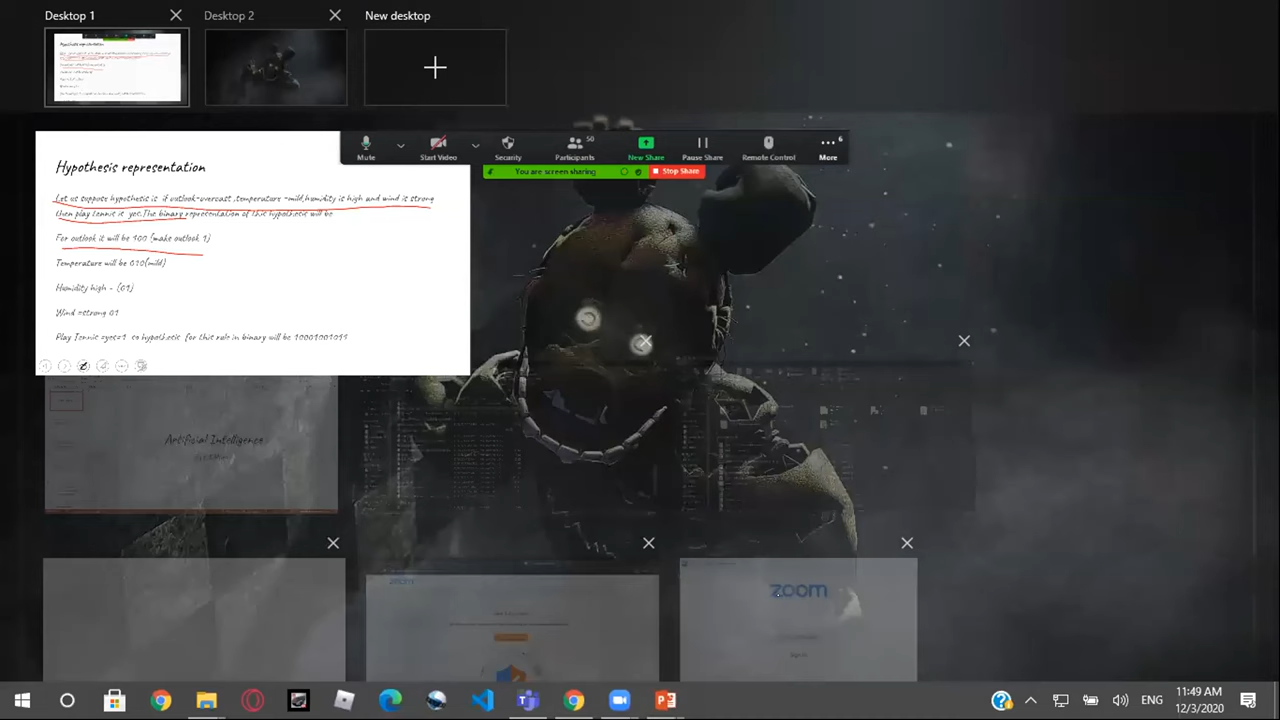 Desktop 1
Desktop 2
New desktop
Hypothesis representation
Let us suppose hypothesis is if outlook=overcast ,temperature =mild,humdity is high and wind is strong
then play tennis is yes.The binary representation of this hypothesis will be
For outlook it will be 100 (make outlook 1)
Temperature will be 010(mild)
Humidity high - (01)
Wind =strong 01
Play Tennis =yes=1 so hypothesis for this rule in binary will be 10001001011
Mute
Start Video
Security
50
Participants
New Share
Pause Share
Remote Control
6
More
You are screen sharing
Stop Share
Artificial Intelligence
zoom
zoom
ENG
11:49 AM
12/3/2020